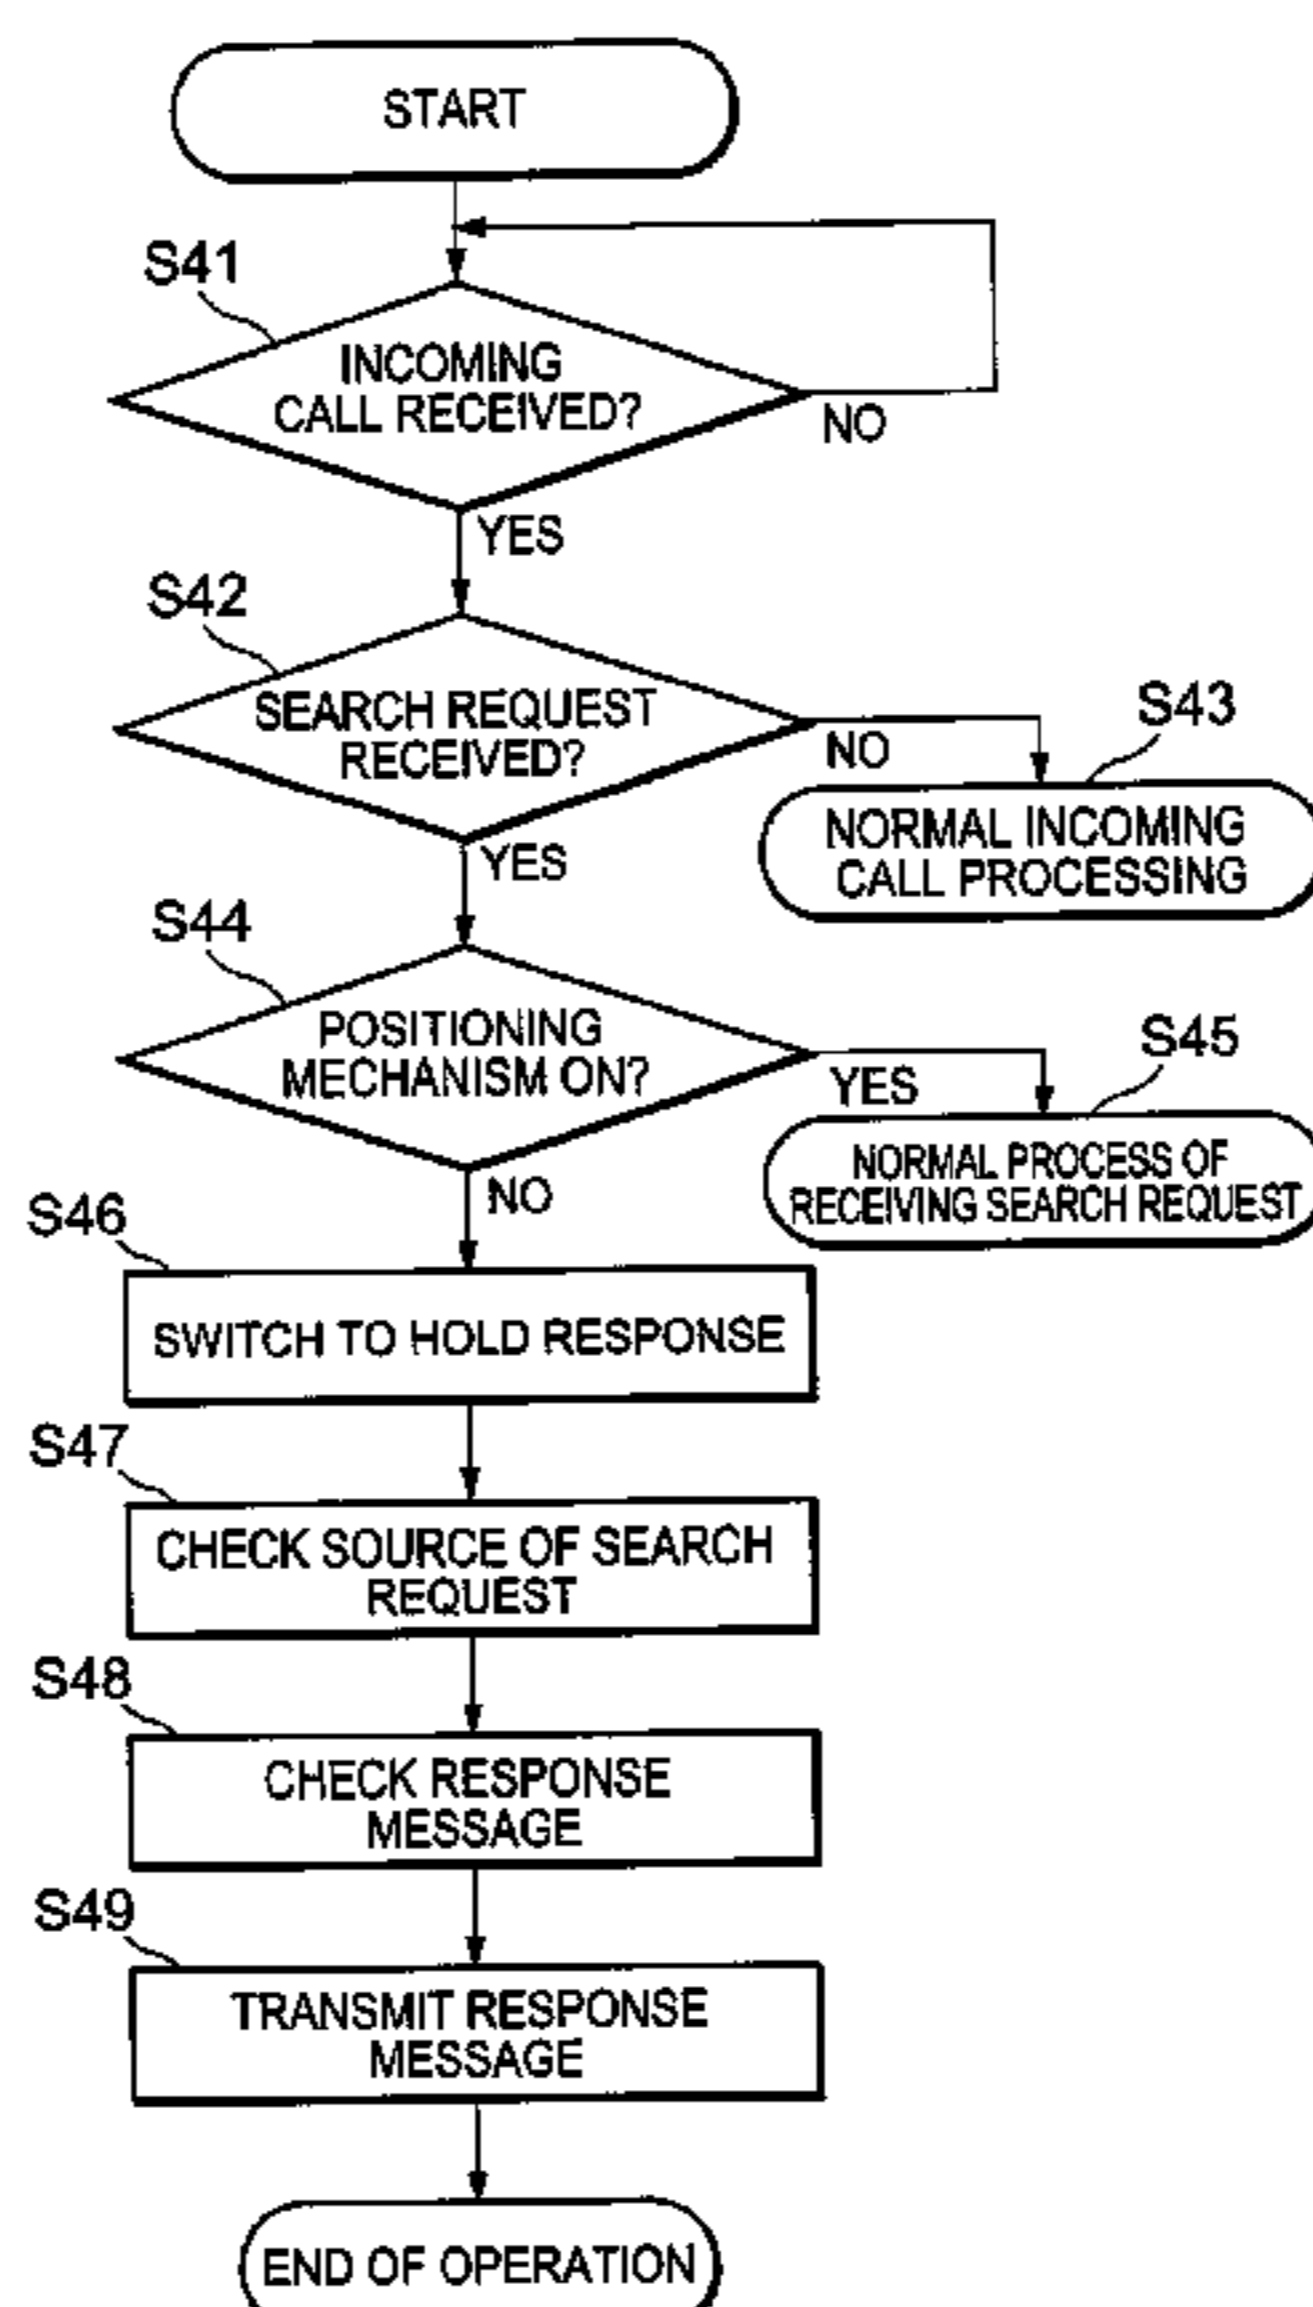 START
S41
INCOMING
CALL RECEIVED?
NO
YES
S42
SEARCH REQUEST
RECEIVED?
NO
S43
NORMAL INCOMING
CALL PROCESSING
YES
S44
POSITIONING
MECHANISM ON?
YES
S45
NORMAL PROCESS OF
RECEIVING SEARCH REQUEST
NO
S46
SWITCH TO HOLD RESPONSE
S47
CHECK SOURCE OF SEARCH
REQUEST
S48
CHECK RESPONSE
MESSAGE
S49
TRANSMIT RESPONSE
MESSAGE
END OF OPERATION